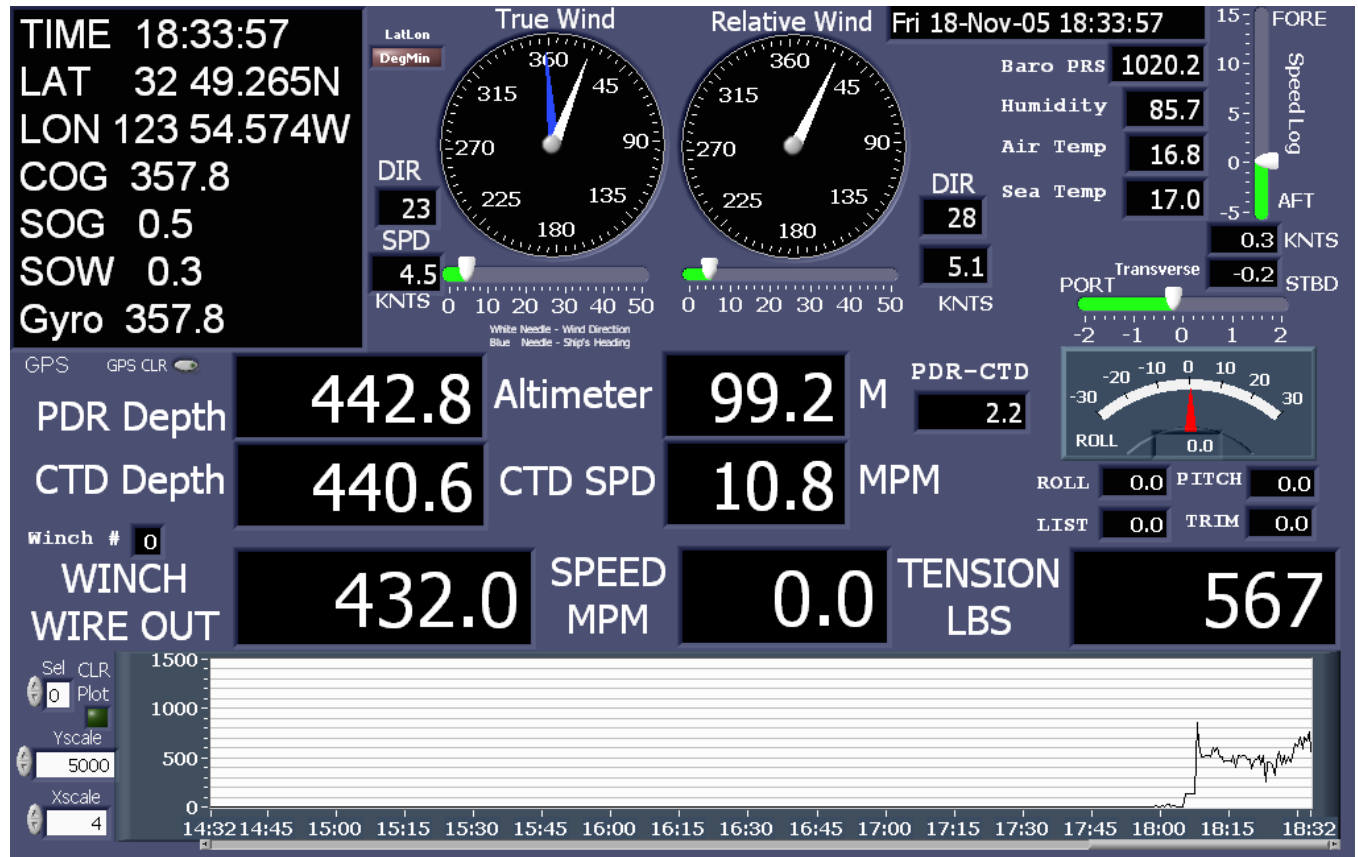 TIME 18:33:57
LAT 32 49.265N
LON 123 54.574W
COG 357.8
SOG 0.5
SOW 0.3
Gyro 357.8
GPS GPS CLR
LatLon
DegMin
True Wind
360
45
90
135
180
225
270
315
DIR
23
SPD
4.5
KNTS
0 10 20 30 40 50
White Needle - Wind Direction
Blue Needle - Ship's Heading
Relative Wind
360
45
90
135
180
225
270
315
DIR
28
5.1
KNTS
0 10 20 30 40 50
Fri 18-Nov-05 18:33:57
Baro PRS 1020.2
Humidity 85.7
Air Temp 16.8
Sea Temp 17.0
15 FORE
10
5
0
-5 AFT
Speed Log
0.3 KNTS
-0.2 STBD
PORT Transverse
-2 -1 0 1 2
PDR Depth 442.8 Altimeter 99.2 M
PDR-CTD
2.2
-30 -20 -10 0 10 20 30
ROLL 0.0
CTD Depth 440.6 CTD SPD 10.8 MPM
ROLL 0.0 PITCH 0.0
LIST 0.0 TRIM 0.0
Winch # 0
WINCH
WIRE OUT 432.0
SPEED
MPM 0.0
TENSION
LBS 567
Sel CLR
0 Plot
Yscale
5000
Xscale
4
1500
1000
500
0
14:32 14:45 15:00 15:15 15:30 15:45 16:00 16:15 16:30 16:45 17:00 17:15 17:30 17:45 18:00 18:15 18:32